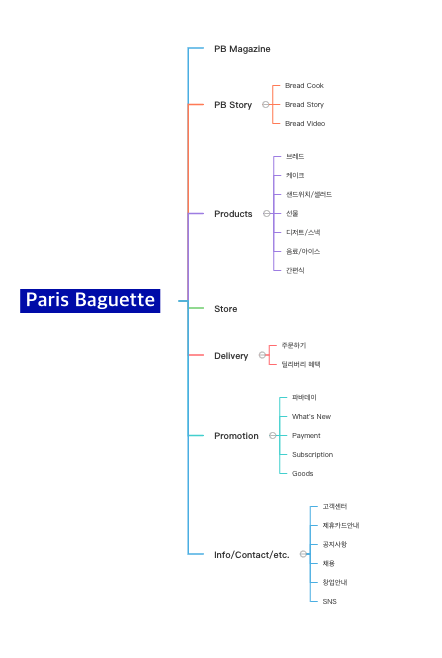 PB Magazine
PB Story
Bread Cook
Bread Story
Bread Video
Products
브레드
케이크
샌드위치/샐러드
선물
디저트/스낵
음료/아이스
간편식
Paris Baguette
Store
Delivery
주문하기
딜리버리 혜택
Promotion
파바데이
What's New
Payment
Subscription
Goods
Info/Contact/etc.
고객센터
제휴카드안내
공지사항
채용
창업안내
SNS